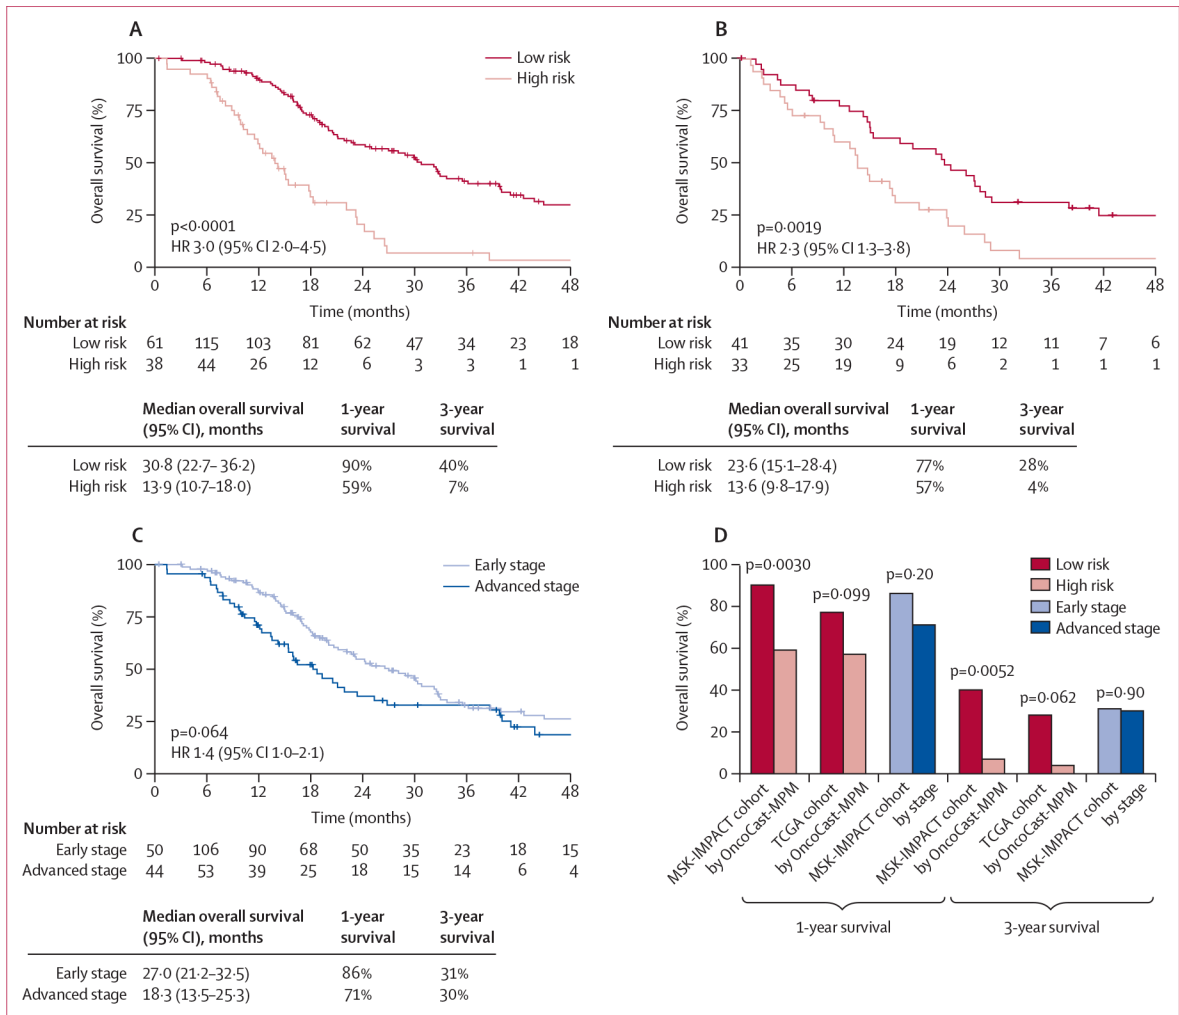 A
100
75
50
25
0
Overall survival (%)
Low risk
High risk
p<0·0001
HR 3·0 (95% CI 2·0–4·5)
0 6 12 18 24 30 36 42 48
Time (months)
Number at risk
Low risk 61 115 103 81 62 47 34 23 18
High risk 38 44 26 12 6 3 3 1 1
Median overall survival (95% CI), months 1-year survival 3-year survival
Low risk 30·8 (22·7– 36·2) 90% 40%
High risk 13·9 (10·7–18·0) 59% 7%
B
100
75
50
25
0
Overall survival (%)
p=0·0019
HR 2·3 (95% CI 1·3–3·8)
0 6 12 18 24 30 36 42 48
Time (months)
Number at risk
Low risk 41 35 30 24 19 12 11 7 6
High risk 33 25 19 9 6 2 1 1 1
Median overall survival (95% CI), months 1-year survival 3-year survival
Low risk 23·6 (15·1–28·4) 77% 28%
High risk 13·6 (9·8–17·9) 57% 4%
C
100
75
50
25
0
Overall survival (%)
Early stage
Advanced stage
p=0·064
HR 1·4 (95% CI 1·0–2·1)
0 6 12 18 24 30 36 42 48
Time (months)
Number at risk
Early stage 50 106 90 68 50 35 23 18 15
Advanced stage 44 53 39 25 18 15 14 6 4
Median overall survival (95% CI), months 1-year survival 3-year survival
Early stage 27·0 (21·2–32·5) 86% 31%
Advanced stage 18·3 (13·5–25·3) 71% 30%
D
100
80
60
40
20
0
Overall survival (%)
Low risk
High risk
Early stage
Advanced stage
p=0·0030
p=0·099
p=0·20
p=0·0052
p=0·062
p=0·90
MSK-IMPACT cohort
by OncoCast-MPM
TCGA cohort
by OncoCast-MPM
MSK-IMPACT cohort
by stage
MSK-IMPACT cohort
by OncoCast-MPM
TCGA cohort
by OncoCast-MPM
MSK-IMPACT cohort
by stage
1-year survival
3-year survival